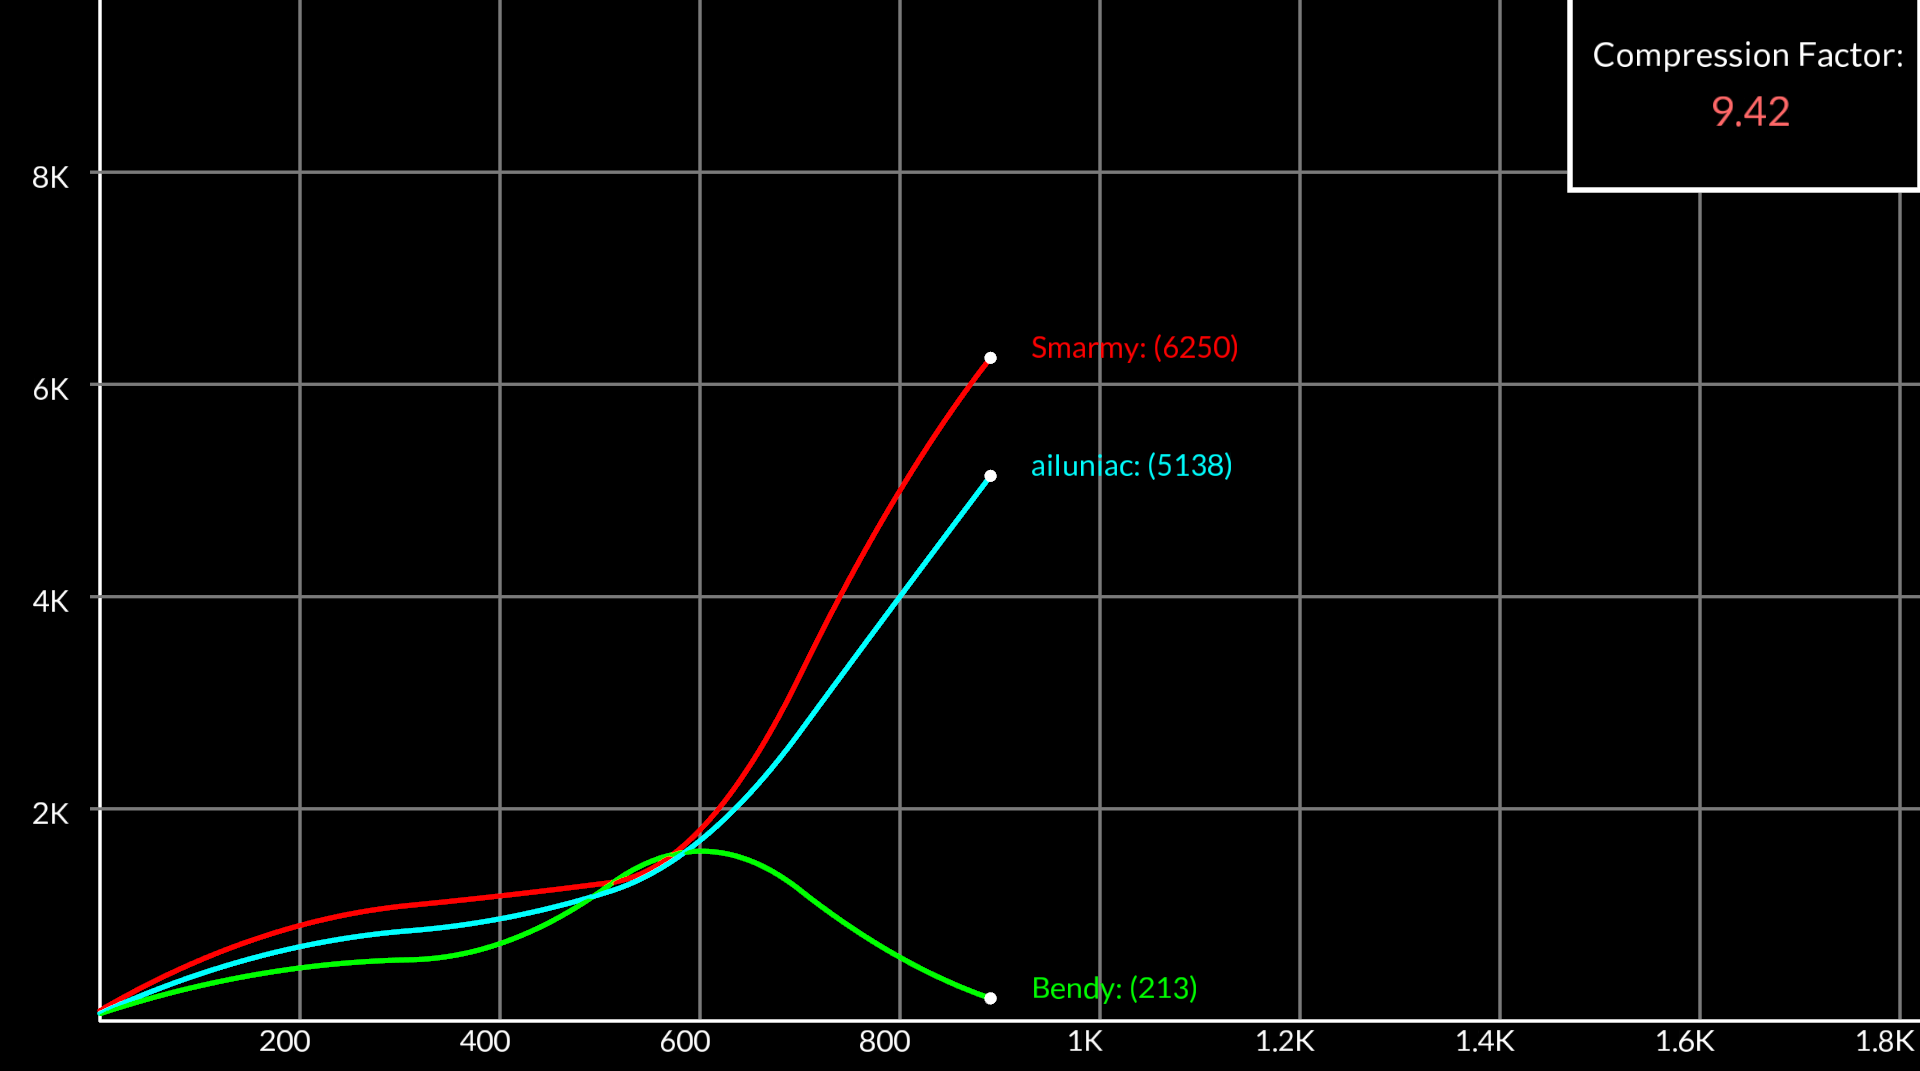 Compression Factor:
9.42
8K
6K
4K
2K
Smarmy: (6250)
ailuniac: (5138)
Bendy: (213)
200 400 600 800 1K 1.2K 1.4K 1.6K 1.8K